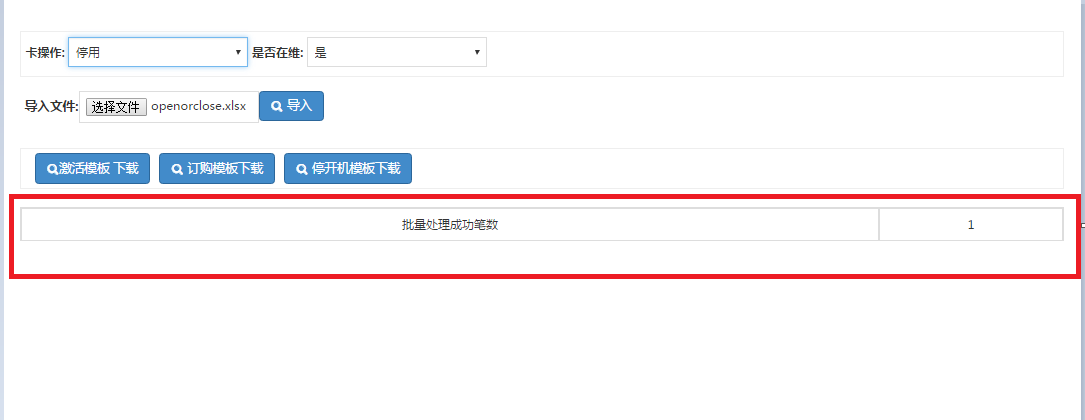 卡操作: 停用 是否在维: 是
导入文件: 选择文件 openorclose.xlsx 导入
激活模板 下载 订购模板下载 停开机模板下载
批量处理成功笔数 1